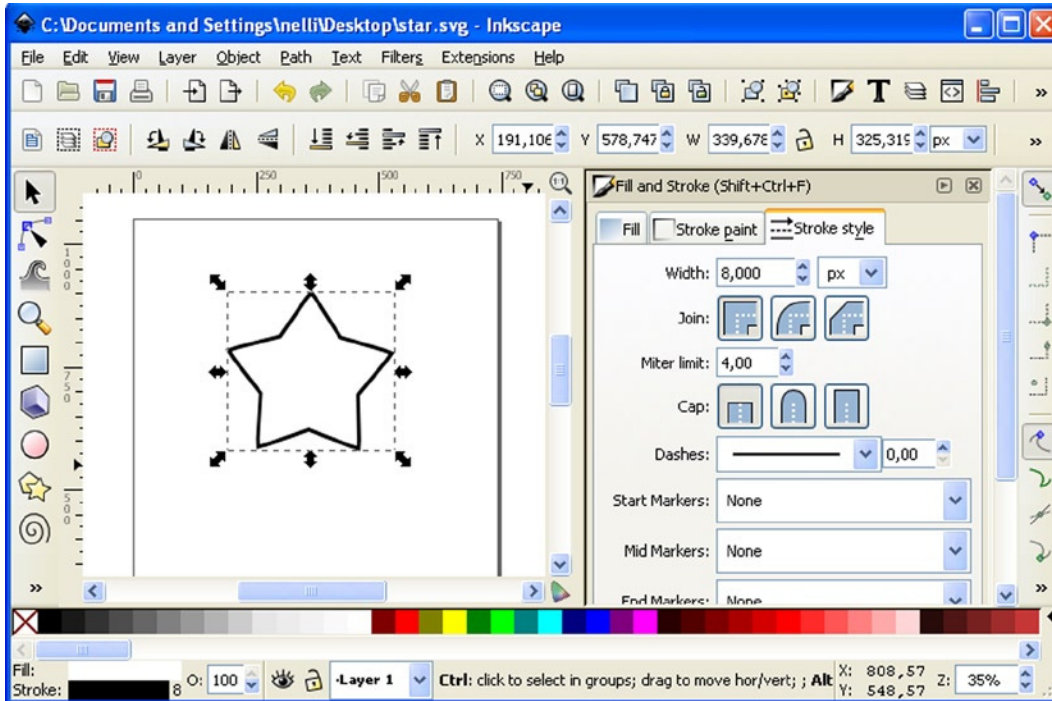 C:\Documents and Settings\nelli\Desktop\star.svg - Inkscape
File Edit View Layer Object Path Text Filters Extensions Help
X 191,106 Y 578,747 W 339,678 H 325,319 px
0 250 500 750
Fill and Stroke (Shift+Ctrl+F)
Fill Stroke paint Stroke style
Width: 8,000 px
Join:
1000
Miter limit: 4,00
750
Cap:
Dashes: 0,00
500
Start Markers: None
Mid Markers: None
End Markers: None
Fill:
Stroke: 8 O: 100 Layer 1 Ctrl: click to select in groups; drag to move hor/vert; ; Alt X: 808,57 Y: 548,57 Z: 35%